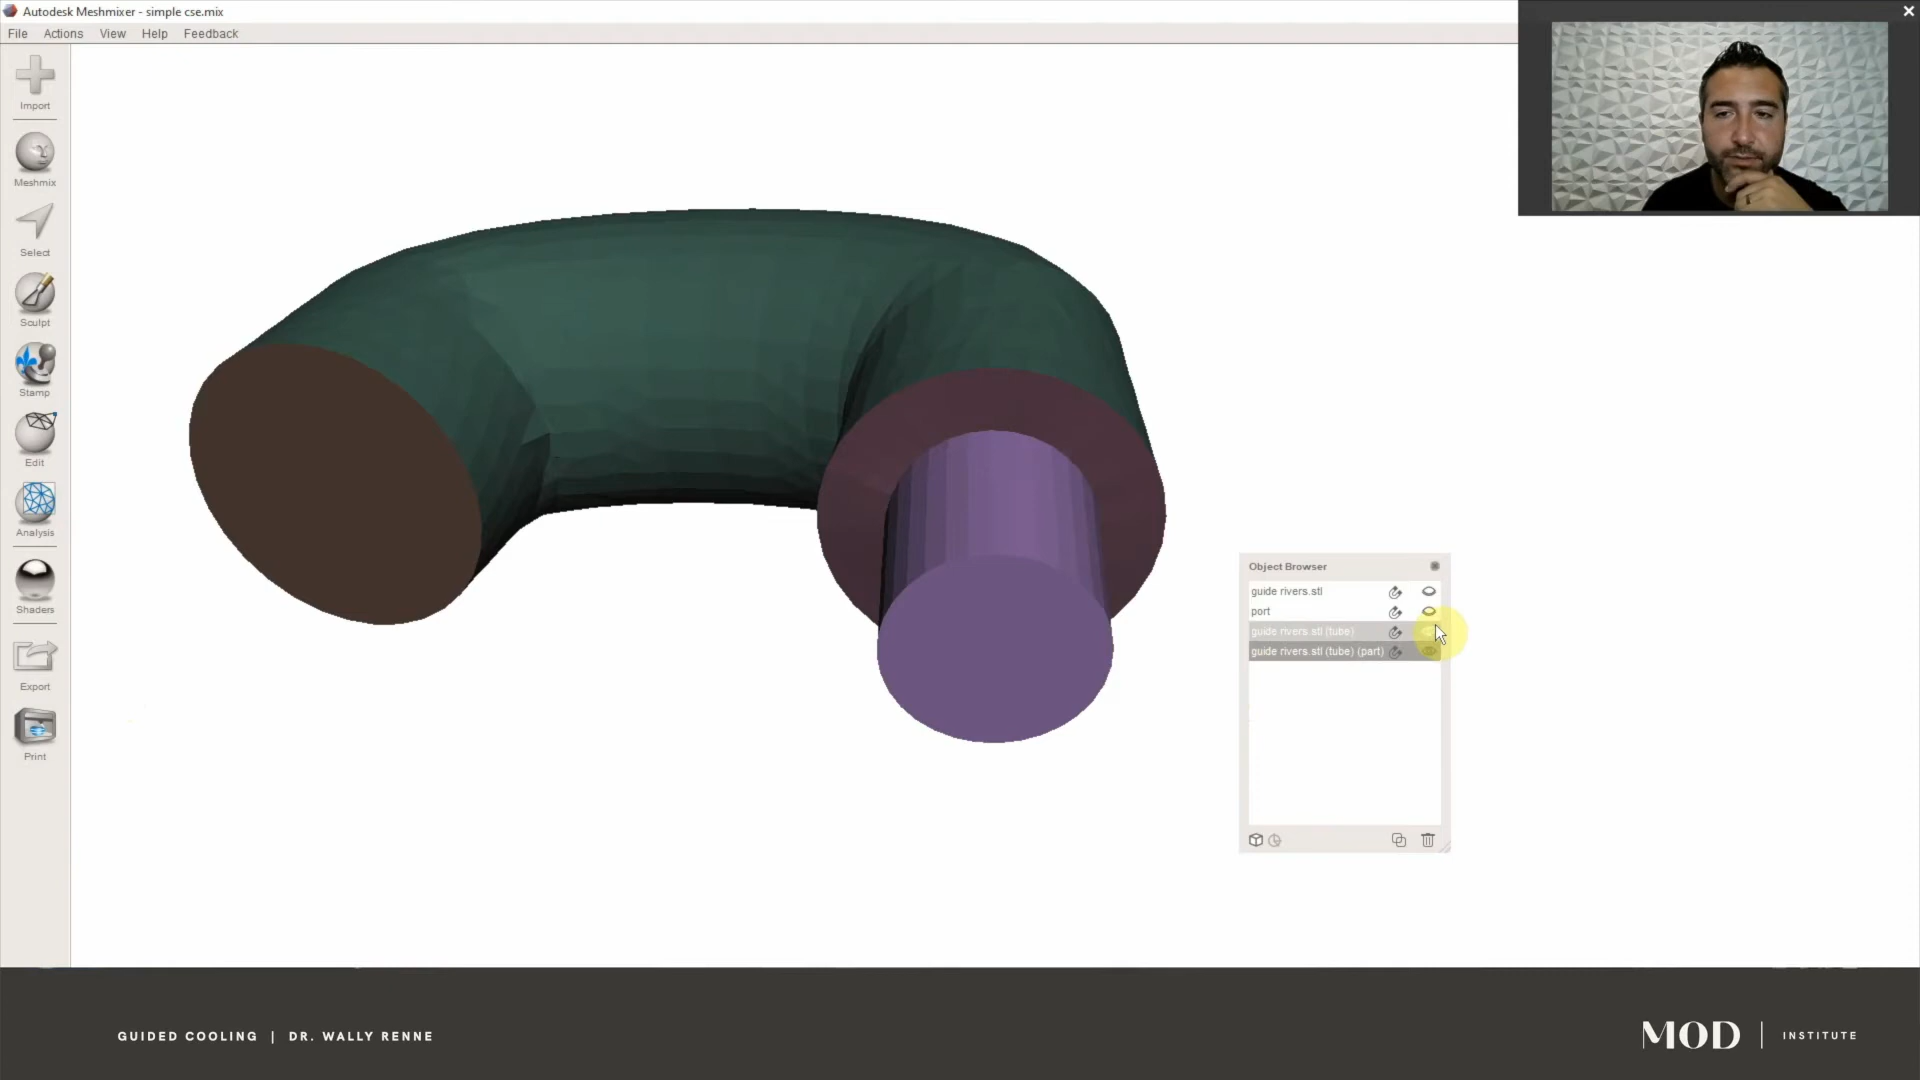 Autodesk Meshmixer - simple cse.mix
File Actions View Help Feedback
Import
Meshmix
Select
Sculpt
Stamp
Edit
Analysis
Shaders
Export
Print
Object Browser
guide rivers.stl
port
guide rivers.stl (tube)
guide rivers.stl (tube) (part)
GUIDED COOLING | DR. WALLY RENNE
MOD | INSTITUTE